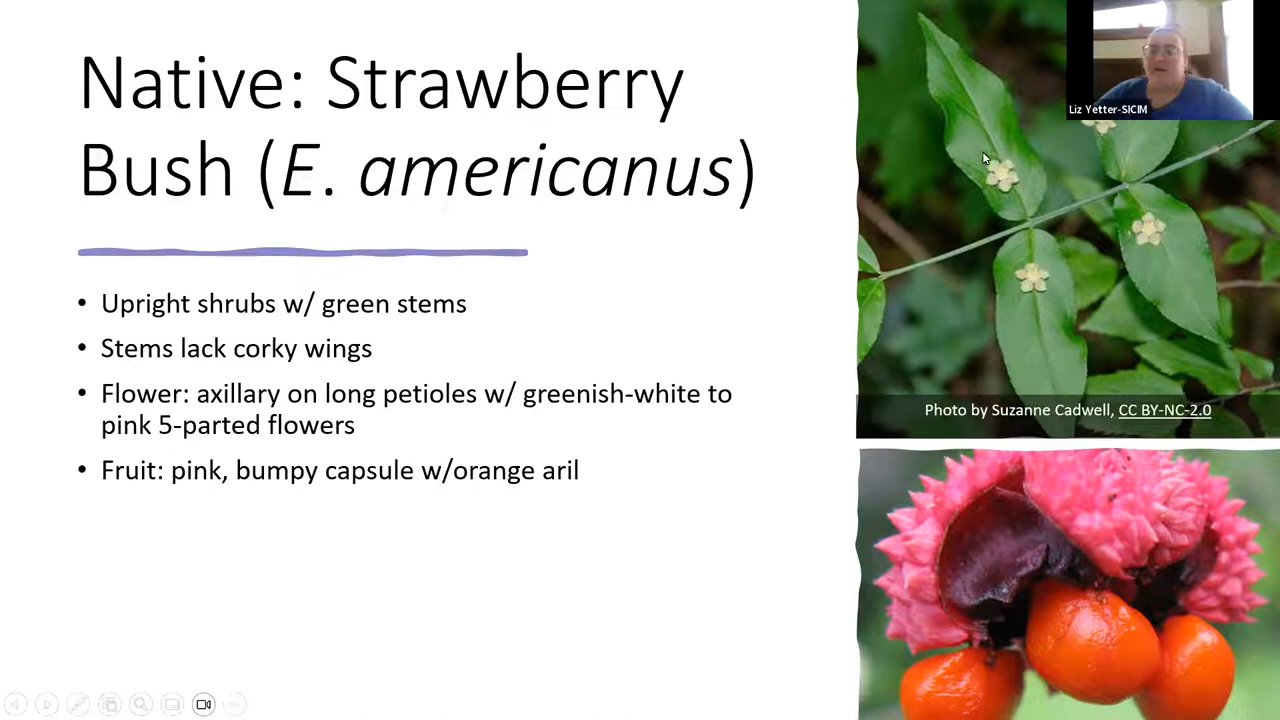 Native: Strawberry
Bush (E. americanus)
• Upright shrubs w/ green stems
• Stems lack corky wings
• Flower: axillary on long petioles w/ greenish-white to
pink 5-parted flowers
• Fruit: pink, bumpy capsule w/orange aril
Liz Yetter-SICIM
Photo by Suzanne Cadwell, CC BY-NC-2.0